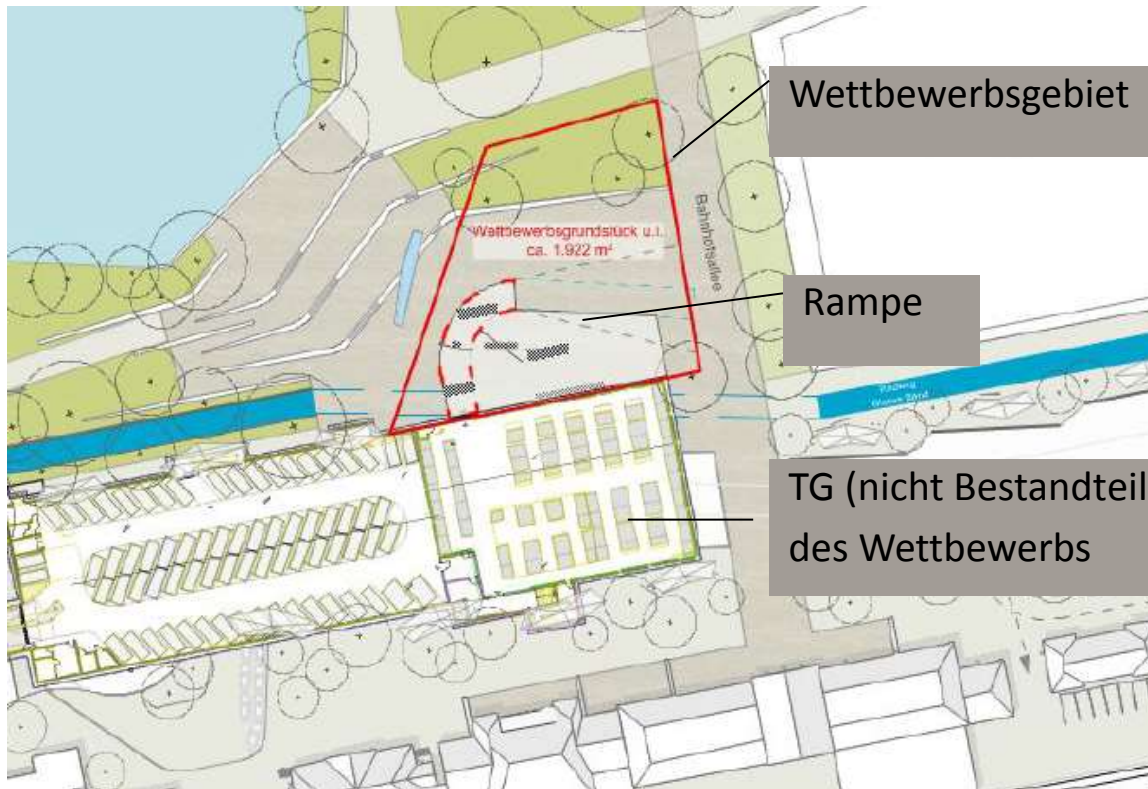 Wettbewerbsgebiet
Wettbewerbsgrundstück u.i.
ca. 1.922 m²
Bahnhofsallee
Rampe
TG (nicht Bestandteil
des Wettbewerbs